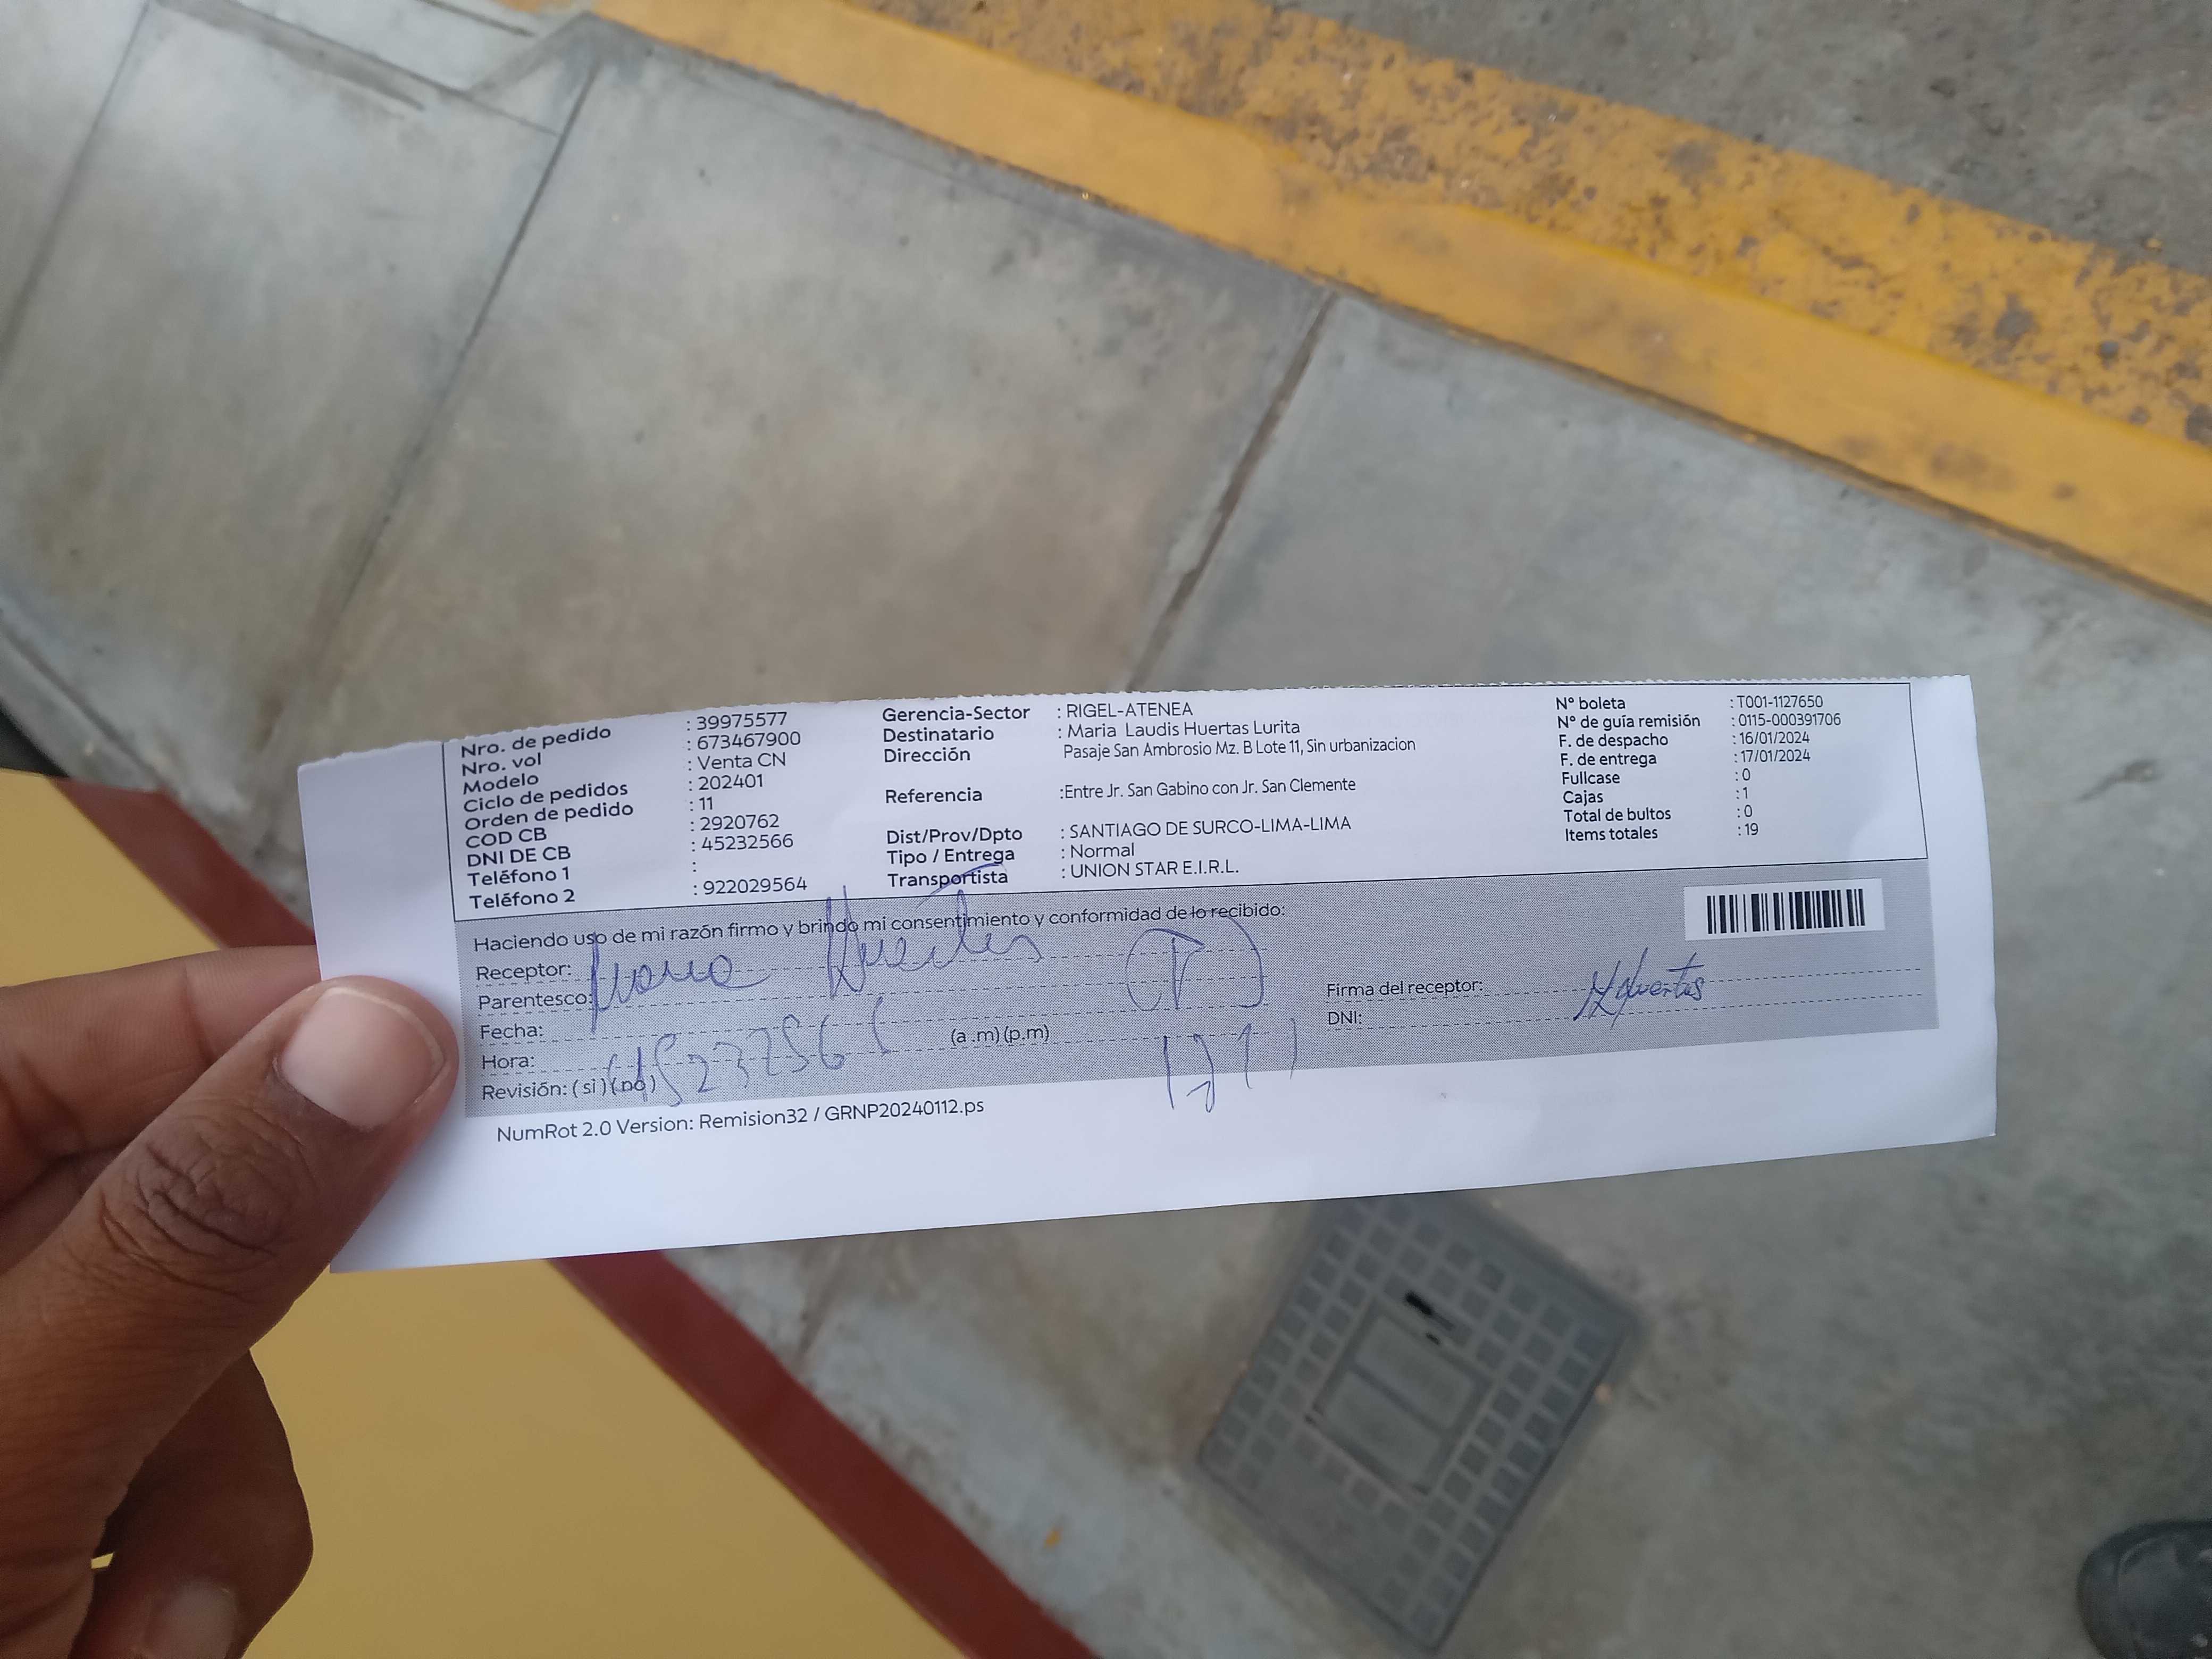 Nro. de pedido : 39975577
Nro. vol : 673467900
Modelo : Venta CN
Ciclo de pedidos : 202401
Orden de pedido : 11
COD CB : 2920762
DNI DE CB : 45232566
Teléfono 1 :
Teléfono 2 : 922029564
Gerencia-Sector : RIGEL-ATENEA
Destinatario : Maria Laudis Huertas Lurita
Dirección Pasaje San Ambrosio Mz. B Lote 11, Sin urbanizacion
Referencia :Entre Jr. San Gabino con Jr. San Clemente
Dist/Prov/Dpto : SANTIAGO DE SURCO-LIMA-LIMA
Tipo / Entrega : Normal
Transportista : UNION STAR E.I.R.L.
Nº boleta : T001-1127650
Nº de guía remisión : 0115-000391706
F. de despacho : 16/01/2024
F. de entrega : 17/01/2024
Fullcase : 0
Cajas : 1
Total de bultos : 0
Items totales : 19
Haciendo uso de mi razón firmo y brindo mi consentimiento y conformidad de lo recibido:
Receptor: Maria Huertas (T)
Parentesco:
Fecha:
Hora: 45232566 (a .m) (p.m)
Revisión: ( si ) ( no )
Firma del receptor: MHuertas
DNI:
NumRot 2.0 Version: Remision32 / GRNP20240112.ps